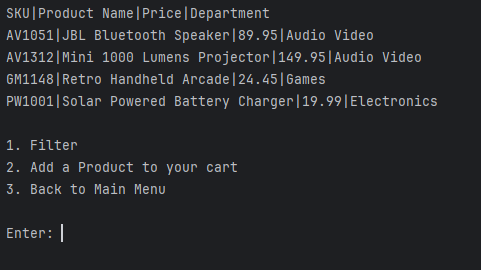 SKU|Product Name|Price|Department
AV1051|JBL Bluetooth Speaker|89.95|Audio Video
AV1312|Mini 1000 Lumens Projector|149.95|Audio Video
GM1148|Retro Handheld Arcade|24.45|Games
PW1001|Solar Powered Battery Charger|19.99|Electronics
1. Filter
2. Add a Product to your cart
3. Back to Main Menu
Enter: